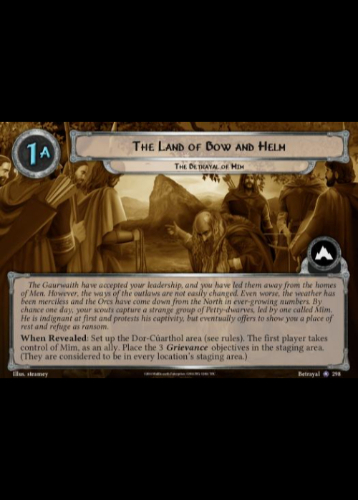 1A
THE LAND OF BOW AND HELM
THE BETRAYAL OF MÎM
The Gaurwaith have accepted your leadership, and you have led them away from the homes
of Men. However, the ways of the outlaws are not easily changed. Even worse, the weather has
been merciless and the Orcs have come down from the North in ever-growing numbers. By
chance one day, your scouts capture a strange group of Petty-dwarves, led by one called Mîm.
He is indignant at first and protests his captivity, but eventually offers to show you a place of
rest and refuge as ransom.
When Revealed: Set up the Dor-Cúarthol area (see rules). The first player takes
control of Mîm, as an ally. Place the 3 Grievance objectives in the staging area.
(They are considered to be in every location's staging area.)
Illus. steamey
Betrayal 298